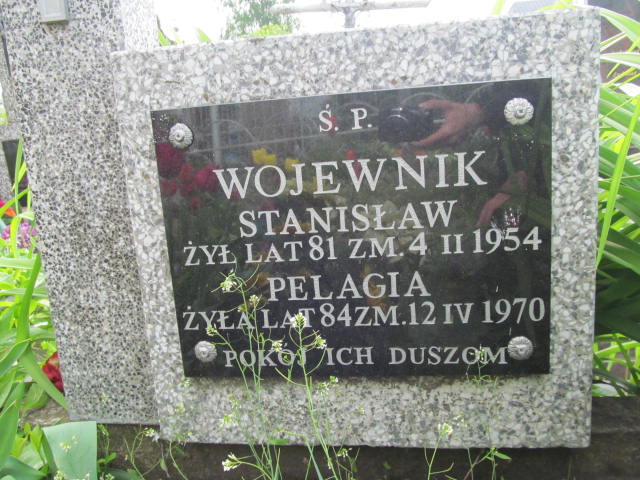 Ś. P.
WOJEWNIK
STANISŁAW
ŻYŁ LAT 81 ZM. 4 II 1954
PELAGIA
ŻYŁA LAT 84 ZM. 12 IV 1970
POKÓJ ICH DUSZOM